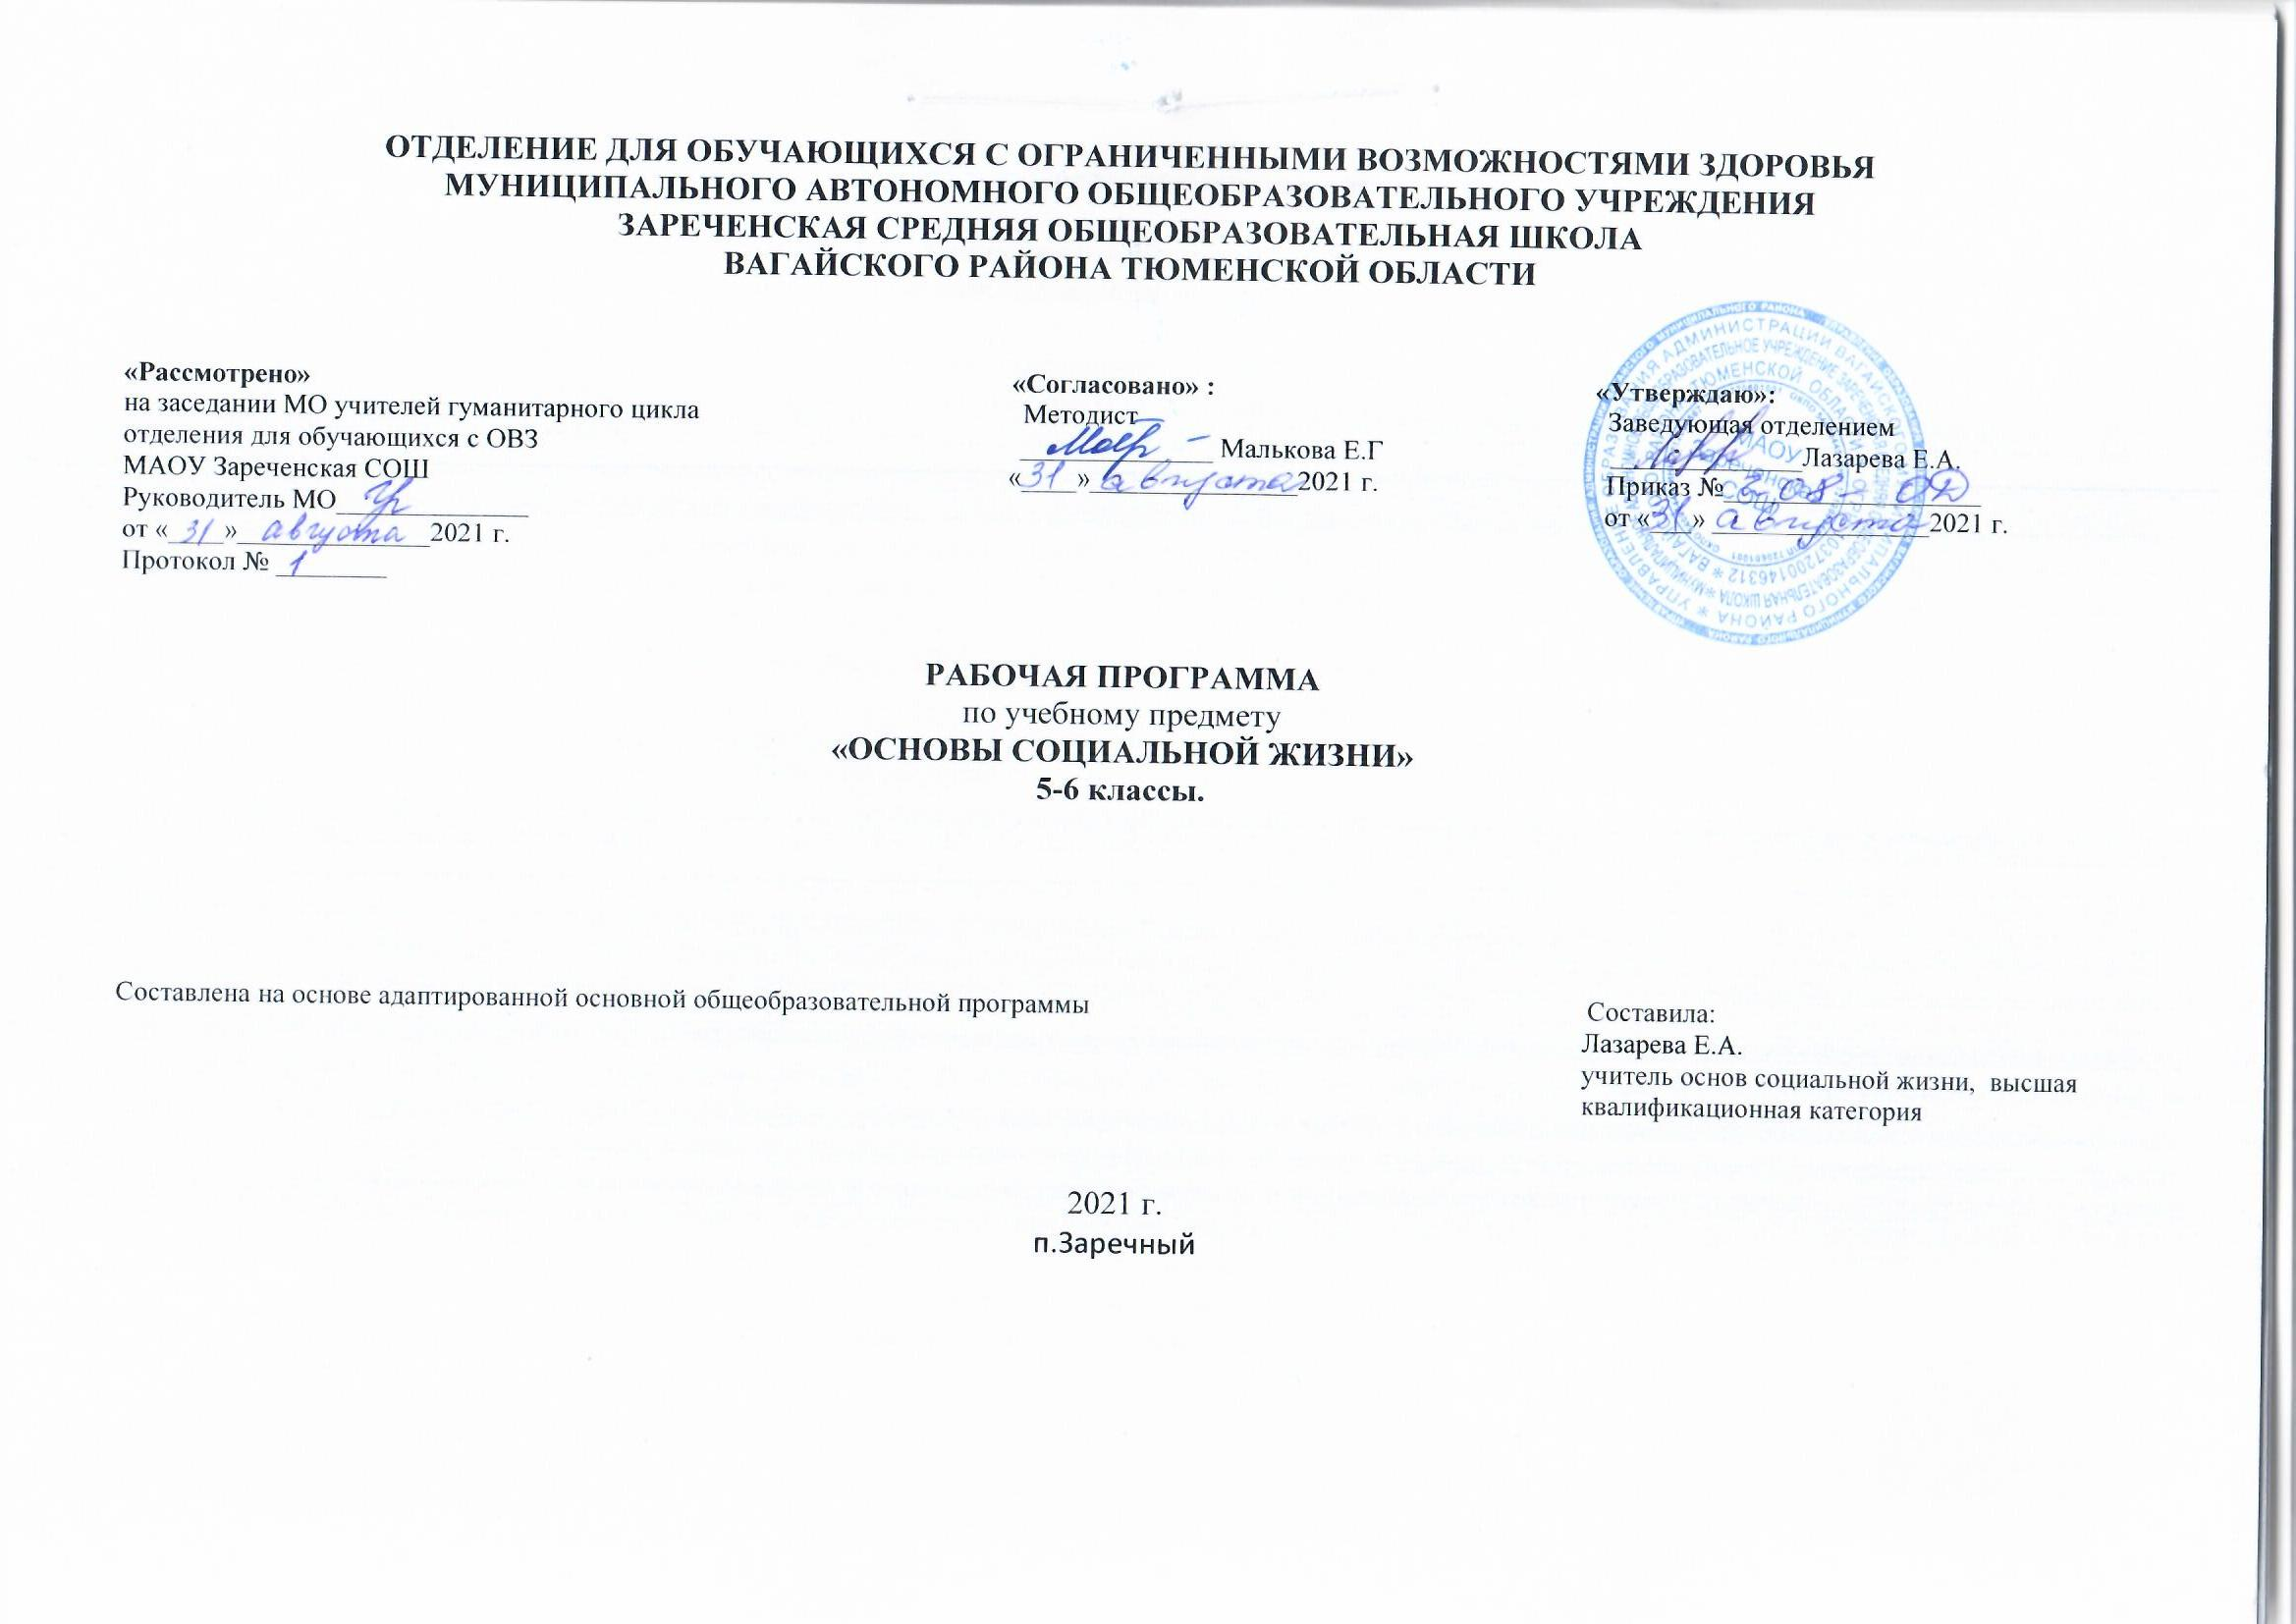 ОТДЕЛЕНИЕ ДЛЯ ОБУЧАЮЩИХСЯ С ОГРАНИЧЕННЫМИ ВОЗМОЖНОСТЯМИ ЗДОРОВЬЯ
МУНИЦИПАЛЬНОГО АВТОНОМНОГО ОБЩЕОБРАЗОВАТЕЛЬНОГО УЧРЕЖДЕНИЯ
ЗАРЕЧЕНСКАЯ СРЕДНЯЯ ОБЩЕОБРАЗОВАТЕЛЬНАЯ ШКОЛА
ВАГАЙСКОГО РАЙОНА ТЮМЕНСКОЙ ОБЛАСТИ
«Рассмотрено»
на заседании МО учителей гуманитарного цикла
отделения для обучающихся с ОВЗ
МАОУ Зареченская СОШ
Руководитель МО
от «31» августа 2021 г.
Протокол № 1
«Согласовано» :
Методист
Малькова Е.Г
«31» августа 2021 г.
«Утверждаю»:
Заведующая отделением
Лазарева Е.А.
Приказ № 2.08 - ОД
от «31» августа 2021 г.
РАБОЧАЯ ПРОГРАММА
по учебному предмету
«ОСНОВЫ СОЦИАЛЬНОЙ ЖИЗНИ»
5-6 классы.
Составлена на основе адаптированной основной общеобразовательной программы
Составила:
Лазарева Е.А.
учитель основ социальной жизни, высшая
квалификационная категория
2021 г.
п.Заречный